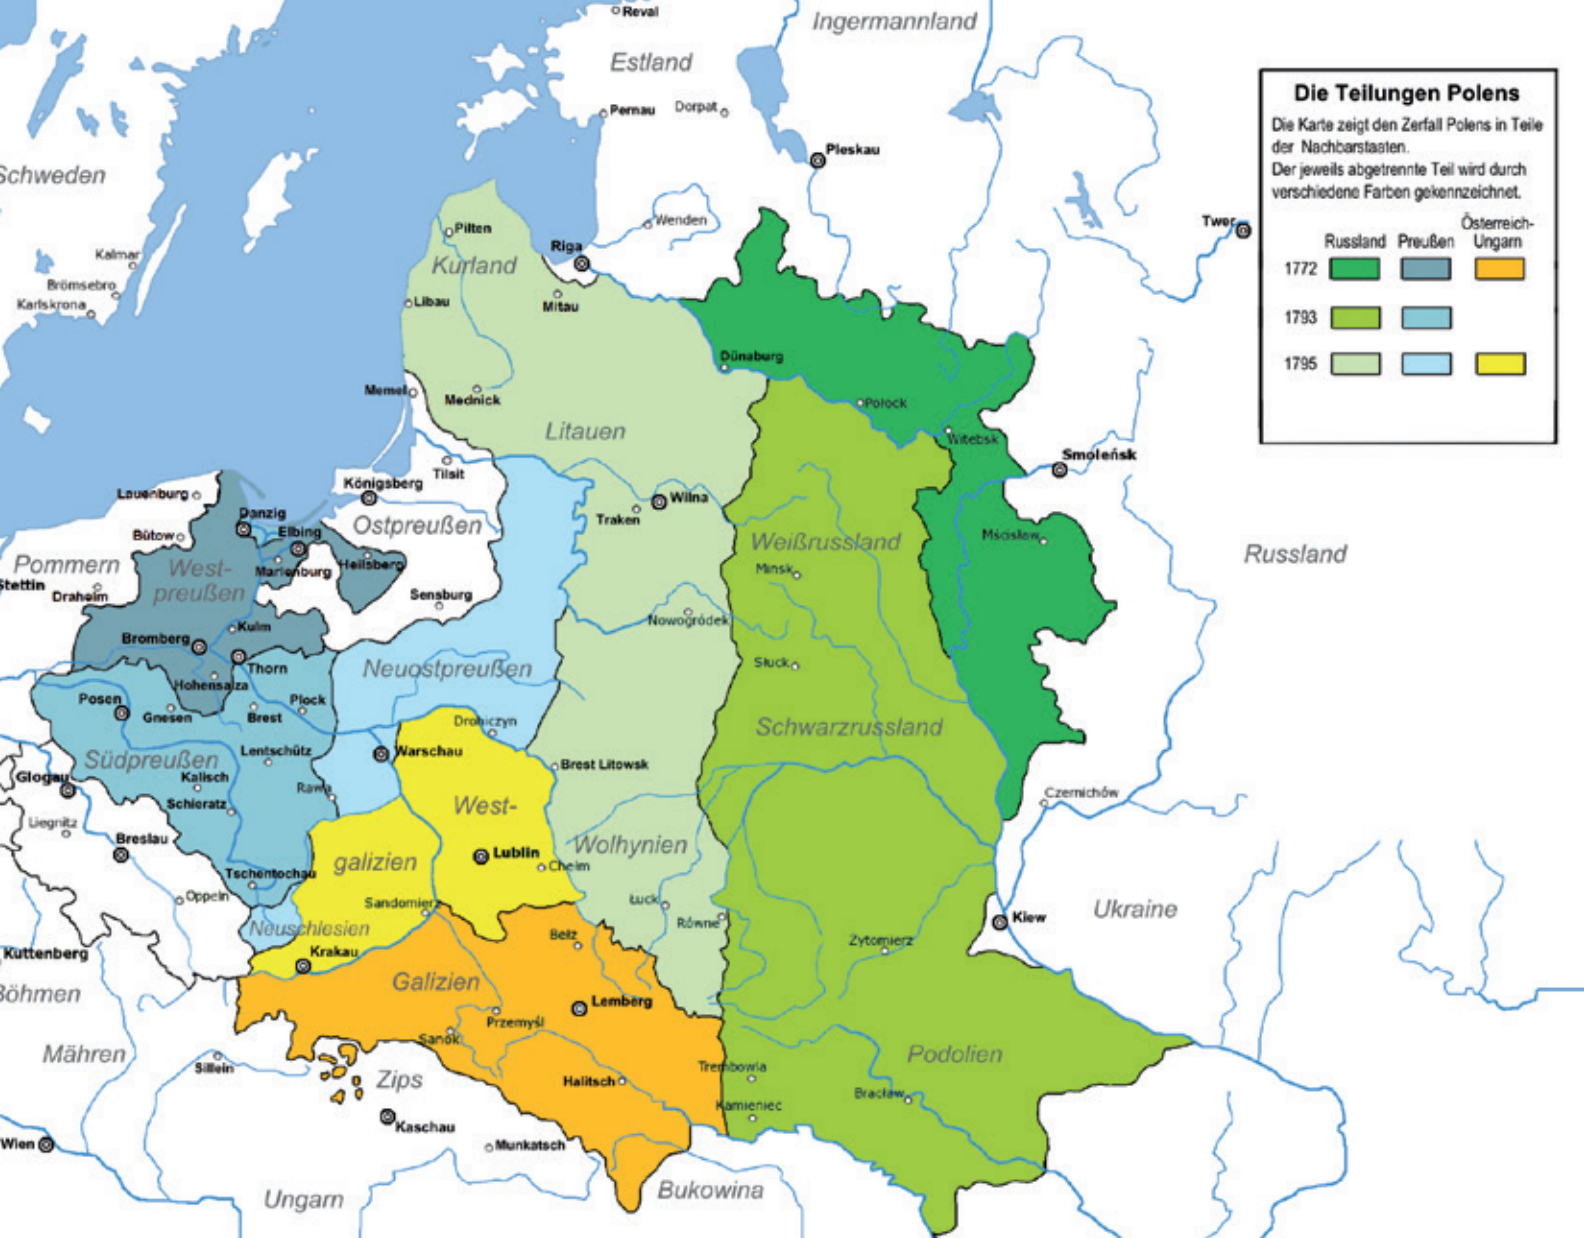 Reval
Ingermannland
Estland
Pernau
Dorpat
Pleskau
Schweden
Kalmar
Brömsebro
Karlskrona
Pilten
Kurland
Riga
Wenden
Libau
Mitau
Twer
Die Teilungen Polens
Die Karte zeigt den Zerfall Polens in Teile
der Nachbarstaaten.
Der jeweils abgetrennte Teil wird durch
verschiedene Farben gekennzeichnet.
Russland Preußen Österreich-
Ungarn
1772
1793
1795
Dünaburg
Memel
Mednick
Połock
Litauen
Witebsk
Smoleńsk
Tilsit
Königsberg
Lauenburg
Wilna
Traken
Danzig
Elbing
Ostpreußen
Bütow
Marienburg
Heilsberg
Weißrussland
Mścisław
Russland
Pommern
West-
preußen
Stettin
Draheim
Minsk
Sensburg
Nowogródek
Kulm
Bromberg
Thorn
Neuostpreußen
Słuck
Hohensalza
Posen
Gnesen
Brest
Plock
Drohiczyn
Schwarzrussland
Südpreußen
Lentschütz
Warschau
Brest Litowsk
Glogau
Kalisch
Schieratz
Rawa
West-
Czernichów
Liegnitz
Breslau
galizien
Lublin
Chełm
Wolhynien
Tschentochau
Oppeln
Sandomierz
Łuck
Równe
Kiew
Ukraine
Neuschlesien
Krakau
Bełz
Żytomierz
Kuttenberg
Böhmen
Galizien
Lemberg
Przemyśl
Sanok
Mähren
Sillein
Zips
Halitsch
Trembowla
Podolien
Kamieniec
Bracław
Wien
Kaschau
Munkatsch
Ungarn
Bukowina